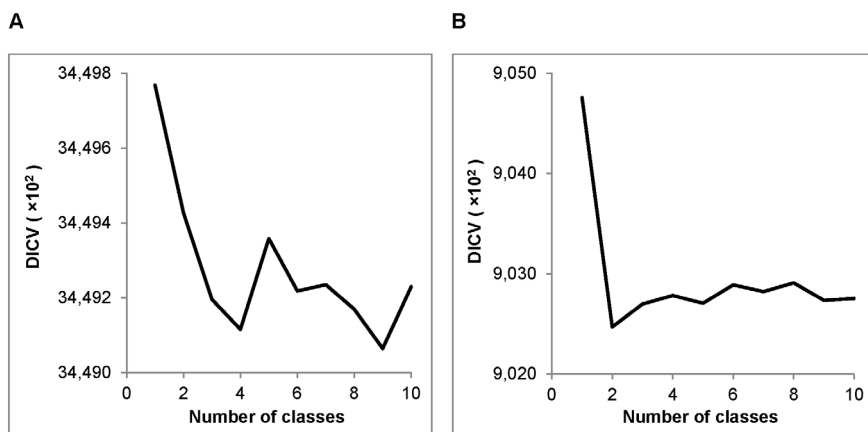 A
B
34,498
34,496
34,494
34,492
34,490
DICV ( ×10²)
0 2 4 6 8 10
Number of classes
9,050
9,040
9,030
9,020
DICV ( ×10²)
0 2 4 6 8 10
Number of classes